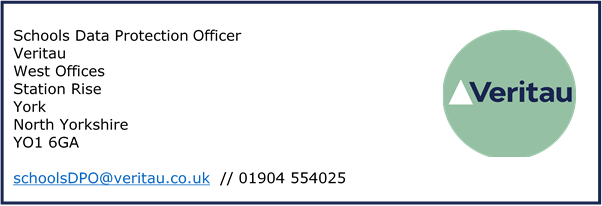 Schools Data Protection Officer
Veritau
West Offices
Station Rise
York
North Yorkshire
YO1 6GA
schoolsDPO@veritau.co.uk // 01904 554025
Veritau